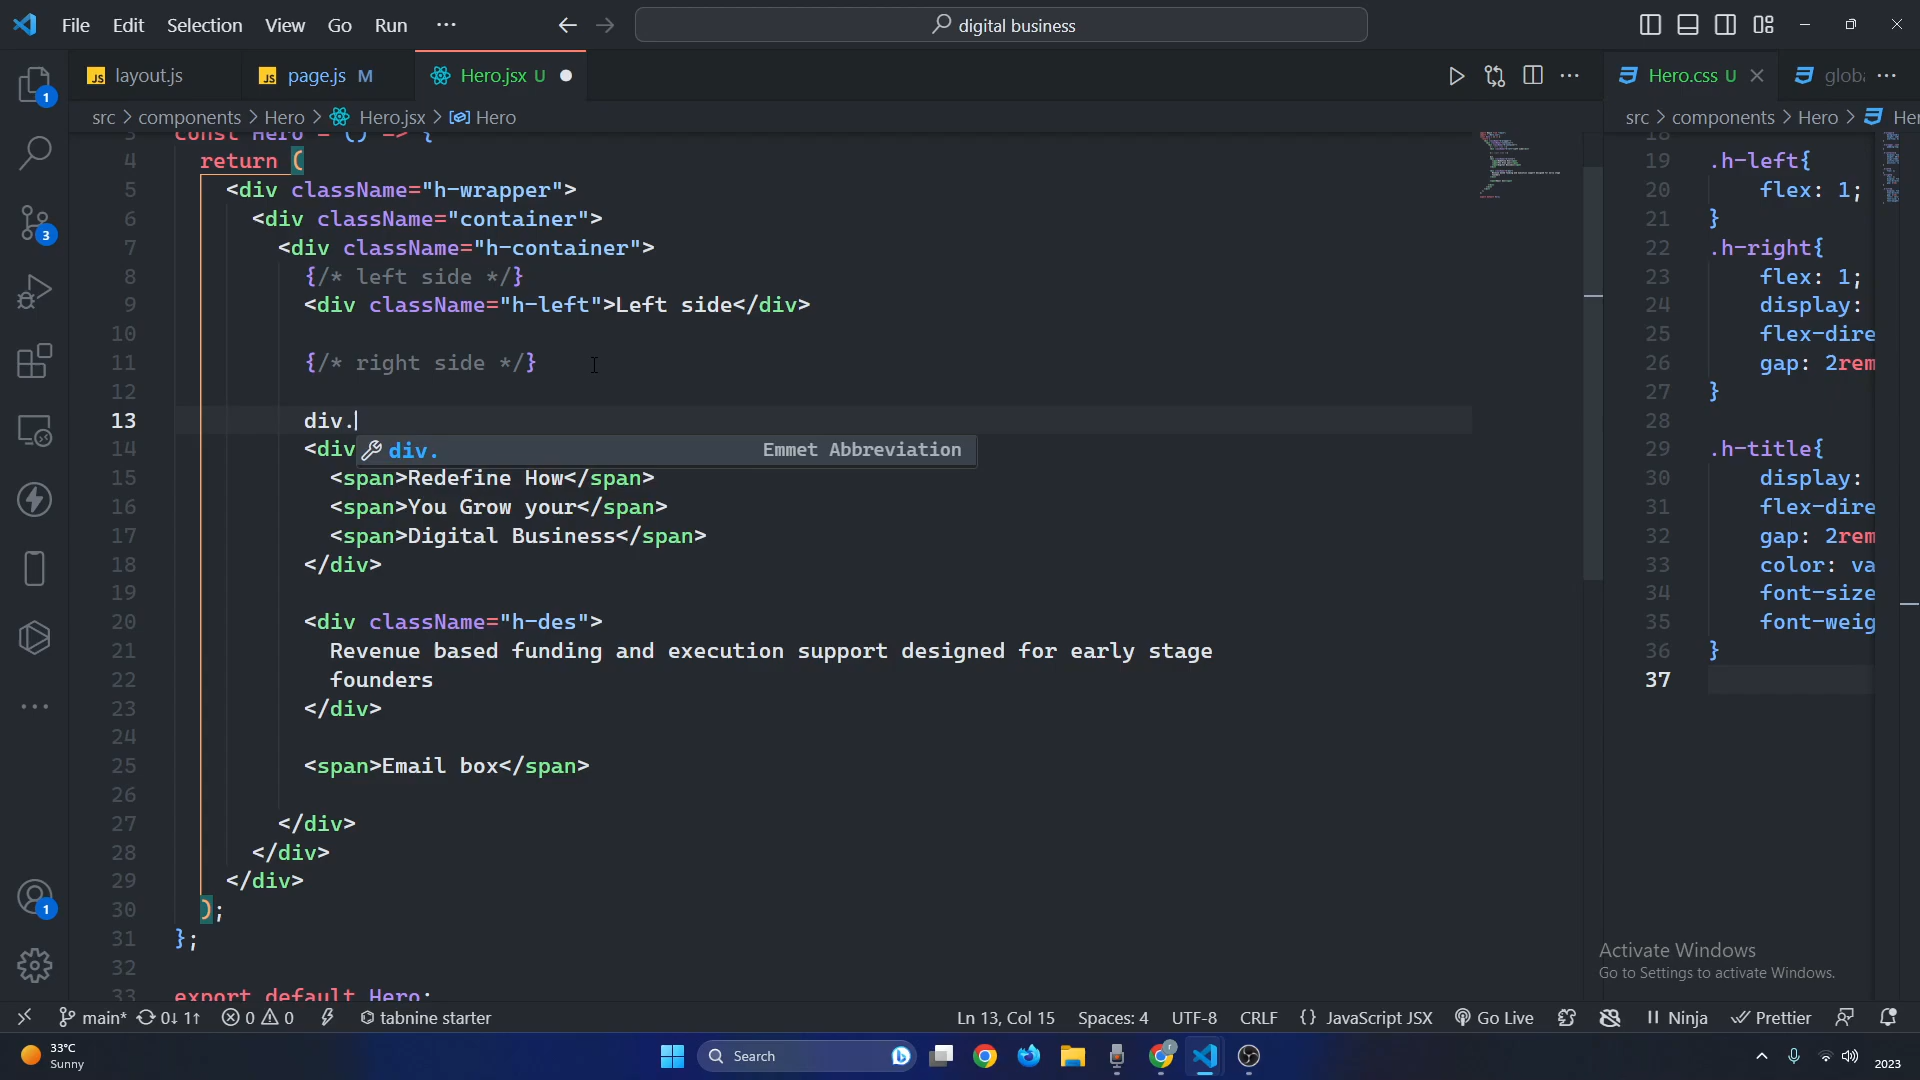 File Edit Selection View Go Run ··· digital business
JS layout.js JS page.js M Hero.jsx U Hero.css U globa ···
src > components > Hero > Hero.jsx > Hero
src > components > Hero > Her
3 const Hero = () => {
4 return (
5 <div className="h-wrapper">
6 <div className="container">
7 <div className="h-container">
8 {/* left side */}
9 <div className="h-left">Left side</div>
10
11 {/* right side */}
12
13 div.
div. Emmet Abbreviation
14 <div
15 <span>Redefine How</span>
16 <span>You Grow your</span>
17 <span>Digital Business</span>
18 </div>
19
20 <div className="h-des">
21 Revenue based funding and execution support designed for early stage
22 founders
23 </div>
24
25 <span>Email box</span>
26
27 </div>
28 </div>
29 </div>
30 );
31 };
32
33 export default Hero;
18
19 .h-left{
20 flex: 1;
21 }
22 .h-right{
23 flex: 1;
24 display:
25 flex-dire
26 gap: 2rem
27 }
28
29 .h-title{
30 display:
31 flex-dire
32 gap: 2rem
33 color: va
34 font-size
35 font-weig
36 }
37
Activate Windows
Go to Settings to activate Windows.
1
3
1
main* 0↓ 1↑ 0 0 tabnine starter Ln 13, Col 15 Spaces: 4 UTF-8 CRLF {} JavaScript JSX Go Live Ninja Prettier
33°C
Sunny
Search
2023